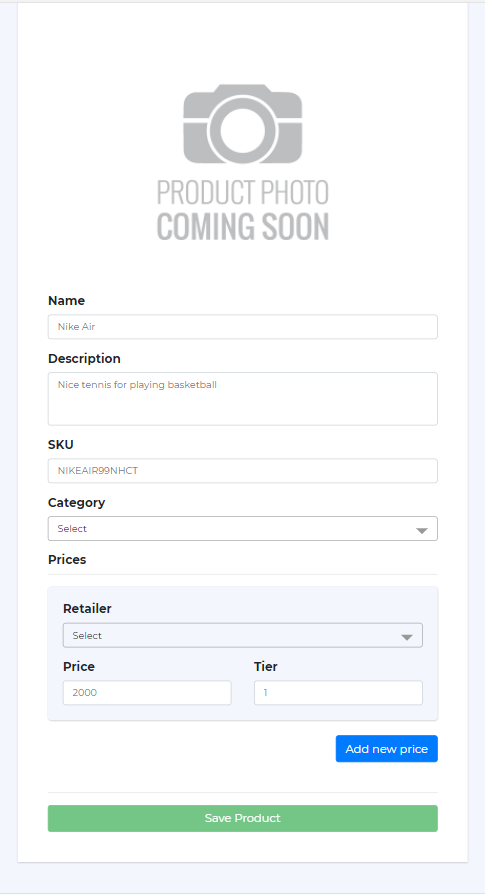 PRODUCT PHOTO
COMING SOON
Name
Nike Air
Description
Nice tennis for playing basketball
SKU
NIKEAIR99NHCT
Category
Select
Prices
Retailer
Select
Price Tier
2000 1
Add new price
Save Product